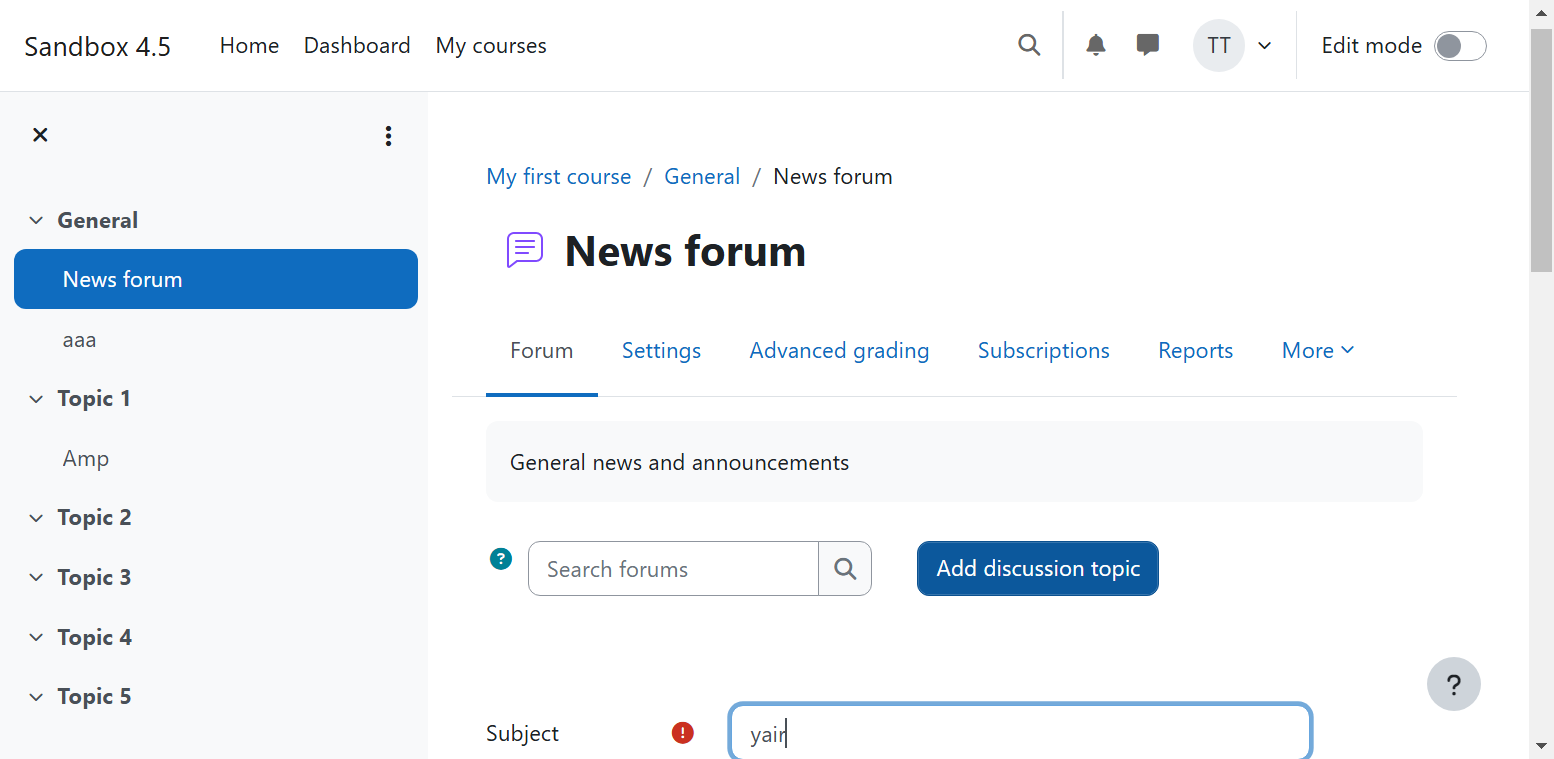 Sandbox 4.5 Home Dashboard My courses TT Edit mode
General
News forum
aaa
Topic 1
Amp
Topic 2
Topic 3
Topic 4
Topic 5
My first course / General / News forum
News forum
Forum Settings Advanced grading Subscriptions Reports More
General news and announcements
? Search forums Add discussion topic
?
Subject ! yair